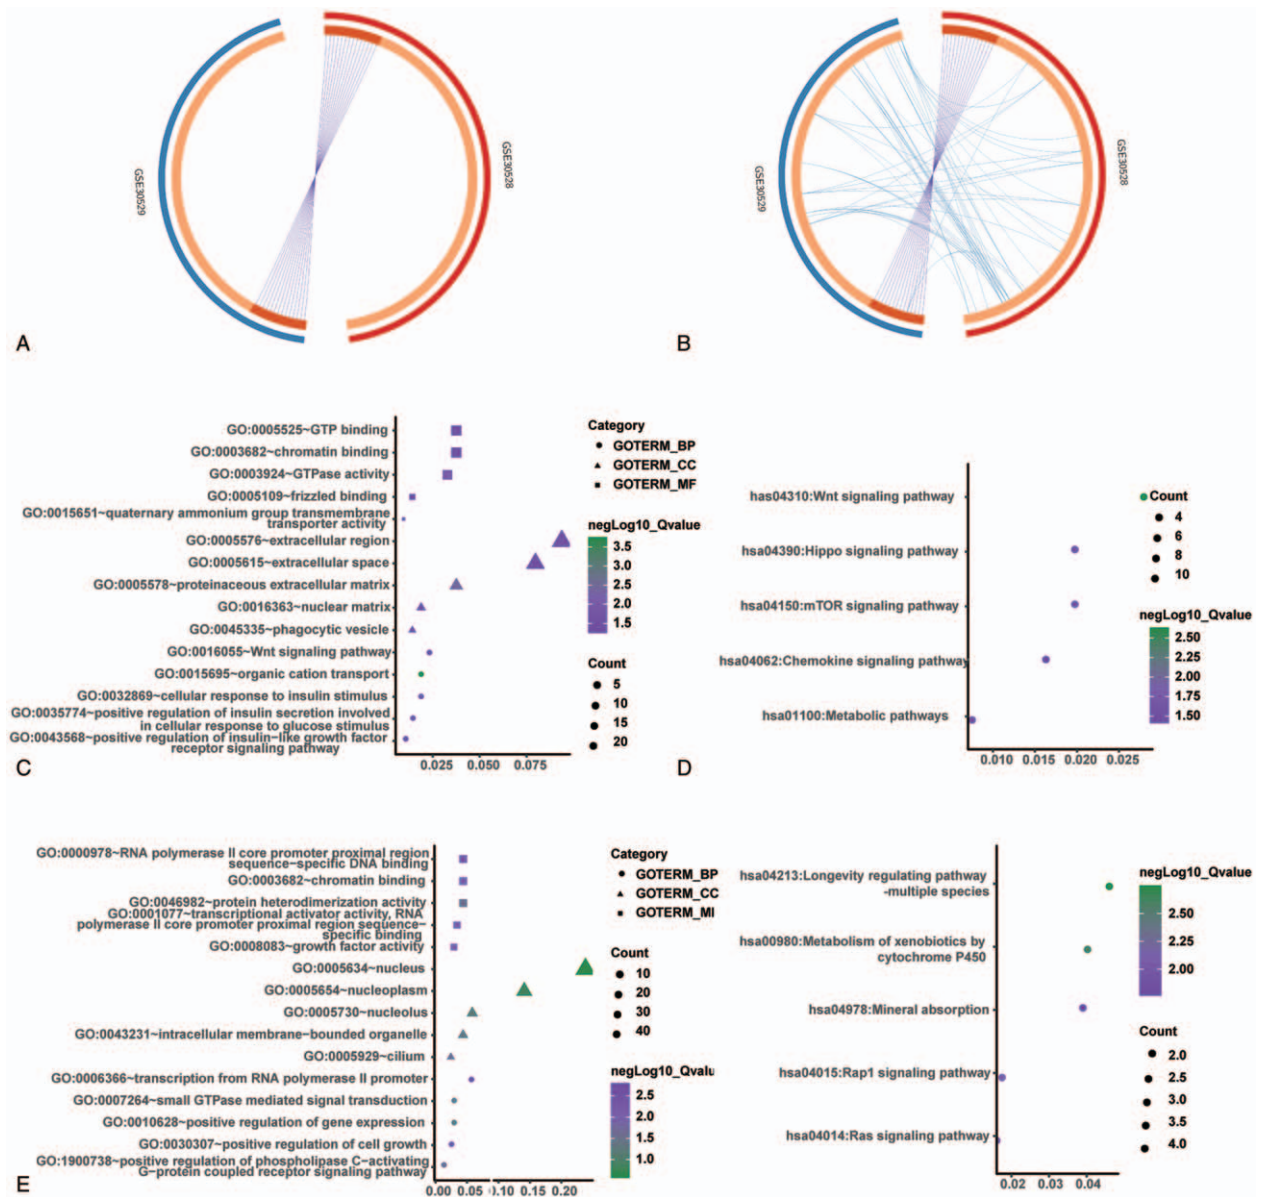 GSE30529
GSE30528
A
GSE30529
GSE30528
B
GO:0005525~GTP binding
GO:0003682~chromatin binding
GO:0003924~GTPase activity
GO:0005109~frizzled binding
GO:0015651~quaternary ammonium group transmembrane
transporter activity
GO:0005576~extracellular region
GO:0005615~extracellular space
GO:0005578~proteinaceous extracellular matrix
GO:0016363~nuclear matrix
GO:0045335~phagocytic vesicle
GO:0016055~Wnt signaling pathway
GO:0015695~organic cation transport
GO:0032869~cellular response to insulin stimulus
GO:0035774~positive regulation of insulin secretion involved
in cellular response to glucose stimulus
GO:0043568~positive regulation of insulin-like growth factor
receptor signaling pathway
0.025 0.050 0.075
Category
GOTERM_BP
GOTERM_CC
GOTERM_MF
negLog10_Qvalue
3.5
3.0
2.5
2.0
1.5
Count
5
10
15
20
C
has04310:Wnt signaling pathway
hsa04390:Hippo signaling pathway
hsa04150:mTOR signaling pathway
hsa04062:Chemokine signaling pathway
hsa01100:Metabolic pathways
0.010 0.015 0.020 0.025
Count
4
6
8
10
negLog10_Qvalue
2.50
2.25
2.00
1.75
1.50
D
GO:0000978~RNA polymerase II core promoter proximal region
sequence-specific DNA binding
GO:0003682~chromatin binding
GO:0046982~protein heterodimerization activity
GO:0001077~transcriptional activator activity, RNA
polymerase II core promoter proximal region sequence-
specific binding
GO:0008083~growth factor activity
GO:0005634~nucleus
GO:0005654~nucleoplasm
GO:0005730~nucleolus
GO:0043231~intracellular membrane-bounded organelle
GO:0005929~cilium
GO:0006366~transcription from RNA polymerase II promoter
GO:0007264~small GTPase mediated signal transduction
GO:0010628~positive regulation of gene expression
GO:0030307~positive regulation of cell growth
GO:1900738~positive regulation of phospholipase C-activating
G-protein coupled receptor signaling pathway
0.00 0.05 0.10 0.15 0.20
Category
GOTERM_BP
GOTERM_CC
GOTERM_MI
Count
10
20
30
40
negLog10_Qvalu
2.5
2.0
1.5
1.0
E
hsa04213:Longevity regulating pathway
-multiple species
hsa00980:Metabolism of xenobiotics by
cytochrome P450
hsa04978:Mineral absorption
hsa04015:Rap1 signaling pathway
hsa04014:Ras signaling pathway
0.02 0.03 0.04
negLog10_Qvalue
2.50
2.25
2.00
Count
2.0
2.5
3.0
3.5
4.0